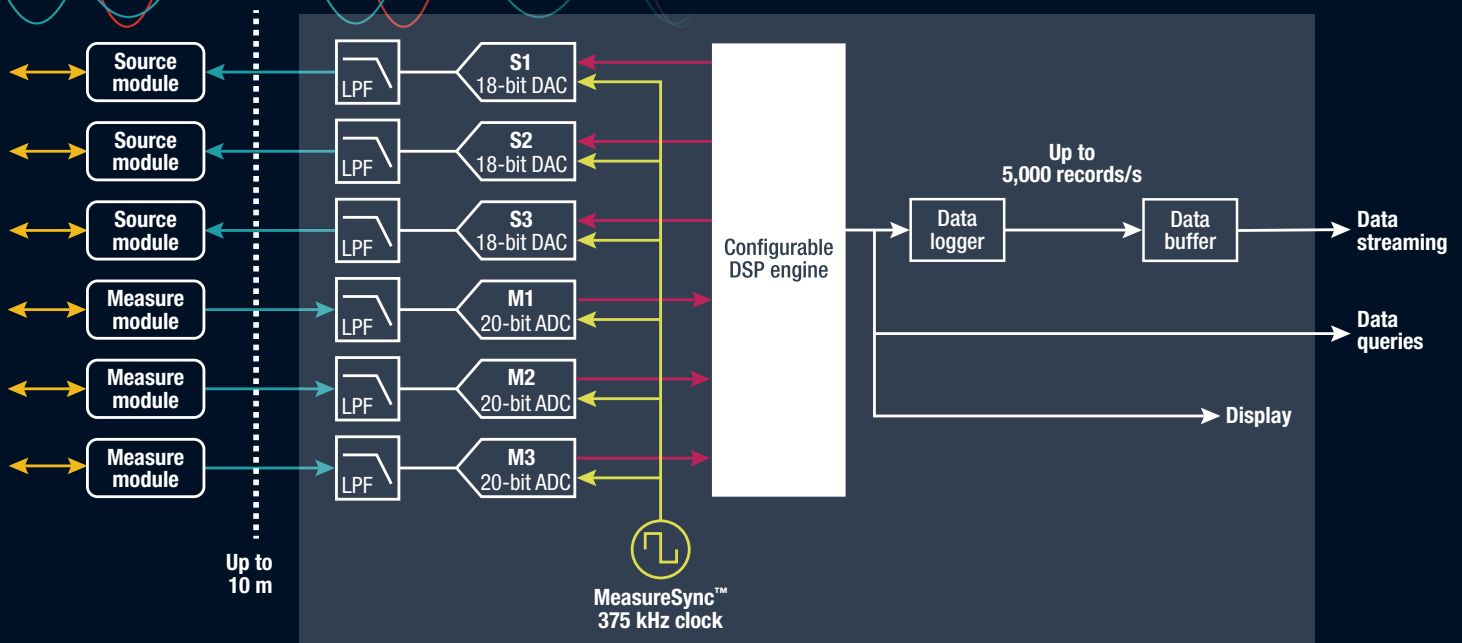 Source
module
LPF
S1
18-bit DAC
Source
module
LPF
S2
18-bit DAC
Source
module
LPF
S3
18-bit DAC
Measure
module
LPF
M1
20-bit ADC
Measure
module
LPF
M2
20-bit ADC
Measure
module
LPF
M3
20-bit ADC
Up to
10 m
MeasureSync™
375 kHz clock
Configurable
DSP engine
Up to
5,000 records/s
Data
logger
Data
buffer
Data
streaming
Data
queries
Display